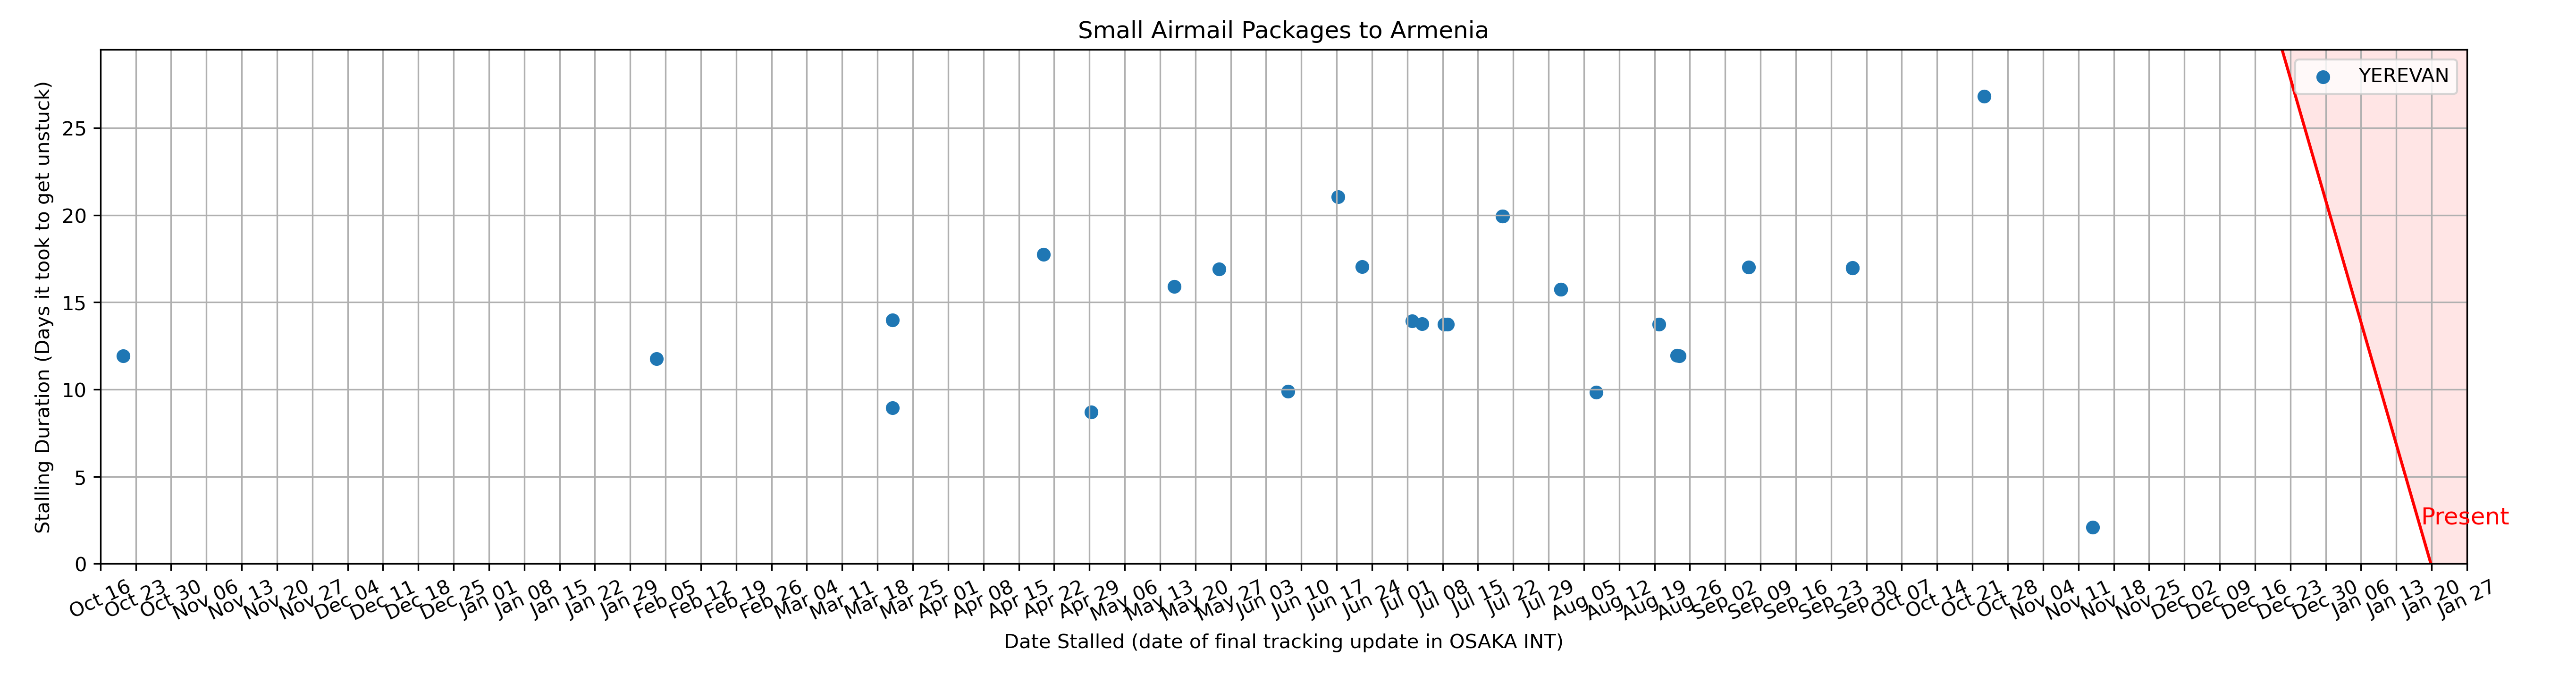 Small Airmail Packages to Armenia
YEREVAN
Stalling Duration (Days it took to get unstuck)
25
20
15
10
5
0
Present
Oct 16 Oct 23 Oct 30 Nov 06 Nov 13 Nov 20 Nov 27 Dec 04 Dec 11 Dec 18 Dec 25 Jan 01 Jan 08 Jan 15 Jan 22 Jan 29 Feb 05 Feb 12 Feb 19 Feb 26 Mar 04 Mar 11 Mar 18 Mar 25 Apr 01 Apr 08 Apr 15 Apr 22 Apr 29 May 06 May 13 May 20 May 27 Jun 03 Jun 10 Jun 17 Jun 24 Jul 01 Jul 08 Jul 15 Jul 22 Jul 29 Aug 05 Aug 12 Aug 19 Aug 26 Sep 02 Sep 09 Sep 16 Sep 23 Sep 30 Oct 07 Oct 14 Oct 21 Oct 28 Nov 04 Nov 11 Nov 18 Nov 25 Dec 02 Dec 09 Dec 16 Dec 23 Dec 30 Jan 06 Jan 13 Jan 20 Jan 27
Date Stalled (date of final tracking update in OSAKA INT)